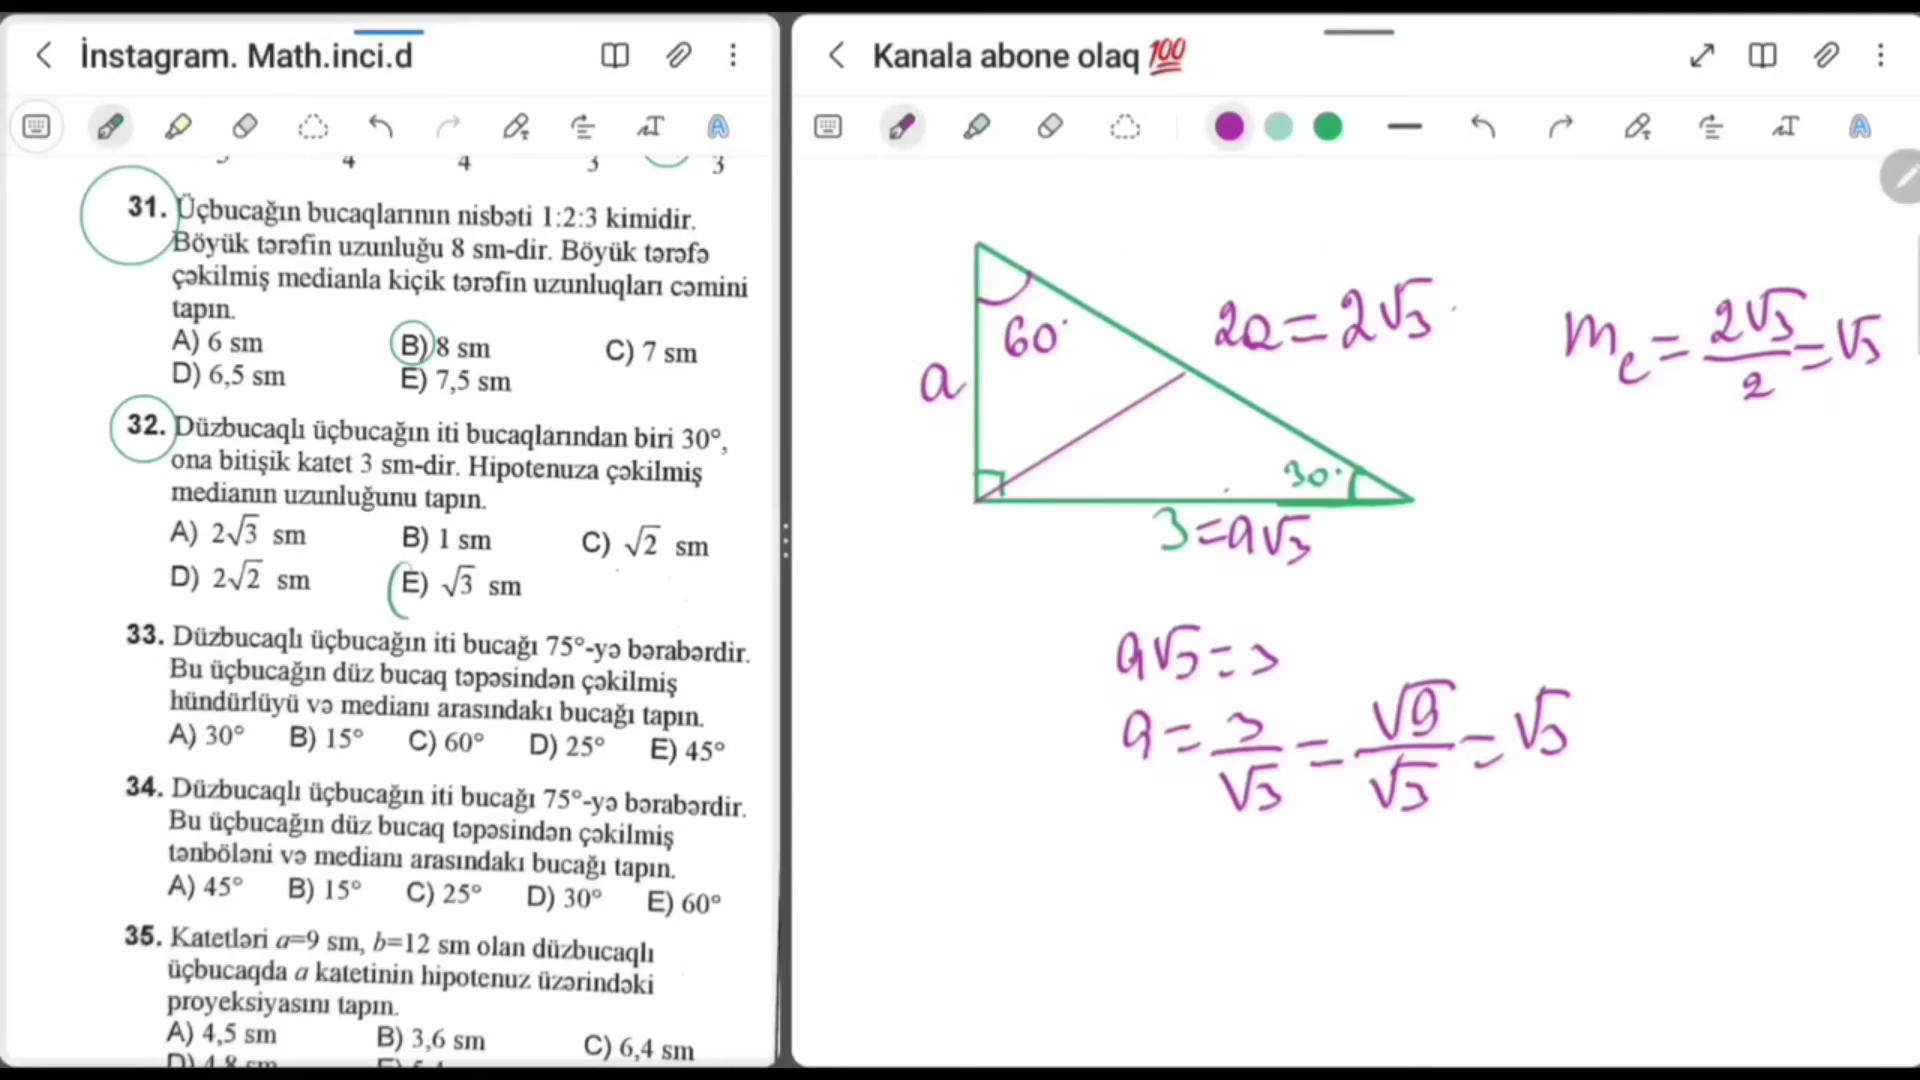 İnstagram. Math.inci.d
4
4
3
3
31. Üçbucağın bucaqlarının nisbəti 1:2:3 kimidir.
Böyük tərəfin uzunluğu 8 sm-dir. Böyük tərəfə
çəkilmiş medianla kiçik tərəfin uzunluqları cəmini
tapın.
A) 6 sm B) 8 sm C) 7 sm
D) 6,5 sm E) 7,5 sm
32. Düzbucaqlı üçbucağın iti bucaqlarından biri 30°,
ona bitişik katet 3 sm-dir. Hipotenuza çəkilmiş
medianın uzunluğunu tapın.
A) 2√3 sm B) 1 sm C) √2 sm
D) 2√2 sm E) √3 sm
33. Düzbucaqlı üçbucağın iti bucağı 75°-yə bərabərdir.
Bu üçbucağın düz bucaq təpəsindən çəkilmiş
hündürlüyü və medianı arasındakı bucağı tapın.
A) 30° B) 15° C) 60° D) 25° E) 45°
34. Düzbucaqlı üçbucağın iti bucağı 75°-yə bərabərdir.
Bu üçbucağın düz bucaq təpəsindən çəkilmiş
tənböləni və medianı arasındakı bucağı tapın.
A) 45° B) 15° C) 25° D) 30° E) 60°
35. Katetləri a=9 sm, b=12 sm olan düzbucaqlı
üçbucaqda a katetinin hipotenuz üzərindəki
proyeksiyasını tapın.
A) 4,5 sm B) 3,6 sm C) 6,4 sm
Kanala abone olaq 💯
60°
a
2a=2√3
30°
3=a√3
m_c=2√3/2=√3
a√3=3
a=3/√3=√9/√3=√3